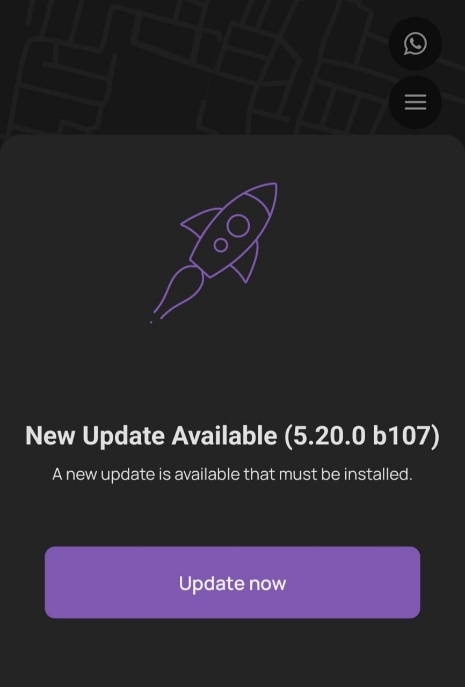 New Update Available (5.20.0 b107)
A new update is available that must be installed.
Update now